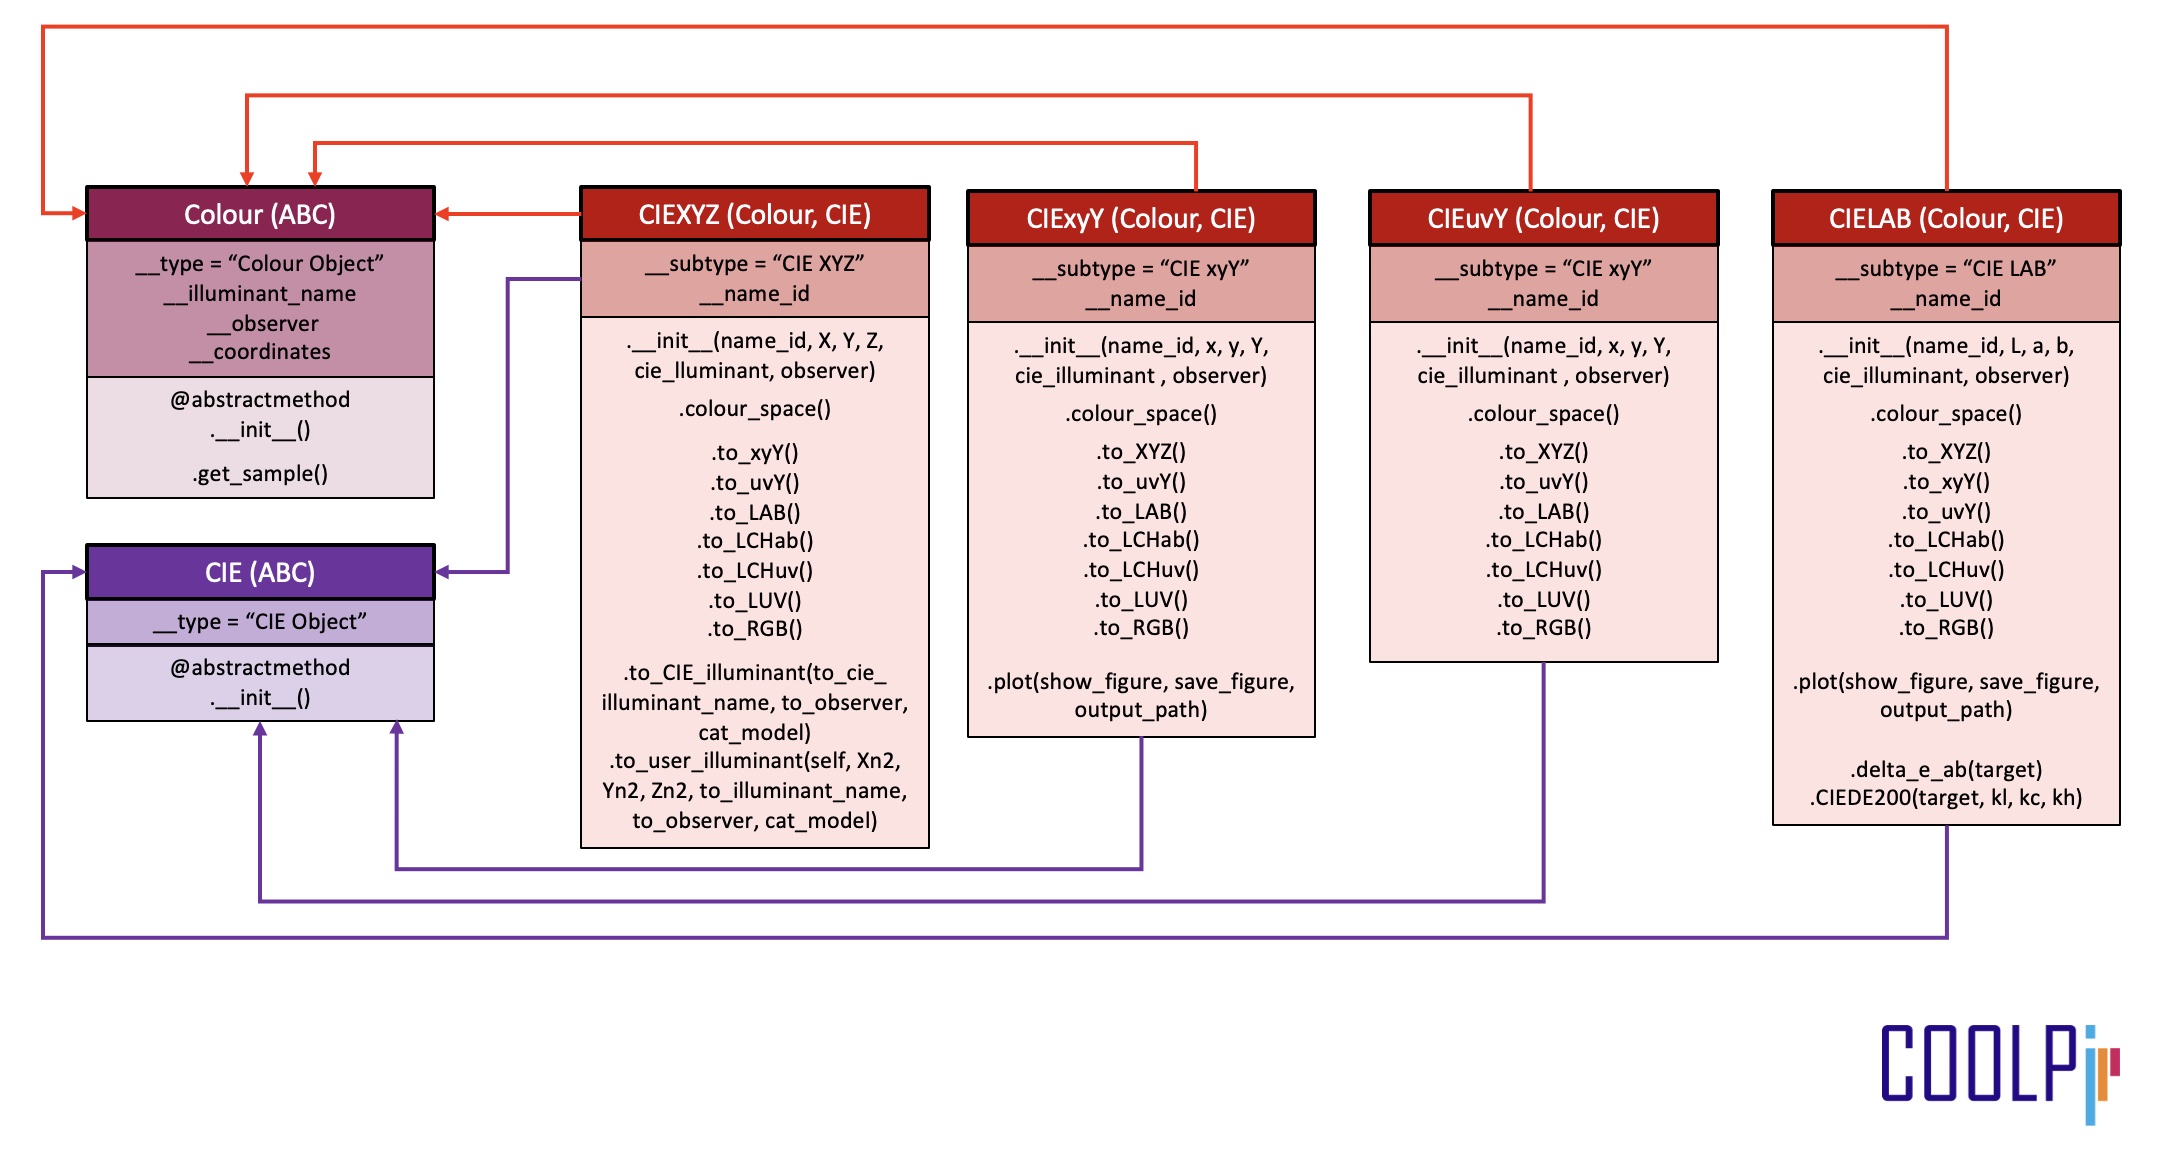 Colour (ABC)
__type = “Colour Object”
__illuminant_name
__observer
__coordinates
@abstractmethod
.__init__()
.get_sample()
CIE (ABC)
__type = “CIE Object”
@abstractmethod
.__init__()
CIEXYZ (Colour, CIE)
__subtype = “CIE XYZ”
__name_id
.__init__(name_id, X, Y, Z,
cie_lluminant, observer)
.colour_space()
.to_xyY()
.to_uvY()
.to_LAB()
.to_LCHab()
.to_LCHuv()
.to_LUV()
.to_RGB()
.to_CIE_illuminant(to_cie_
illuminant_name, to_observer,
cat_model)
.to_user_illuminant(self, Xn2,
Yn2, Zn2, to_illuminant_name,
to_observer, cat_model)
CIExyY (Colour, CIE)
__subtype = “CIE xyY”
__name_id
.__init__(name_id, x, y, Y,
cie_illuminant , observer)
.colour_space()
.to_XYZ()
.to_uvY()
.to_LAB()
.to_LCHab()
.to_LCHuv()
.to_LUV()
.to_RGB()
.plot(show_figure, save_figure,
output_path)
CIEuvY (Colour, CIE)
__subtype = “CIE xyY”
__name_id
.__init__(name_id, x, y, Y,
cie_illuminant , observer)
.colour_space()
.to_XYZ()
.to_uvY()
.to_LAB()
.to_LCHab()
.to_LCHuv()
.to_LUV()
.to_RGB()
CIELAB (Colour, CIE)
__subtype = “CIE LAB”
__name_id
.__init__(name_id, L, a, b,
cie_illuminant, observer)
.colour_space()
.to_XYZ()
.to_xyY()
.to_uvY()
.to_LCHab()
.to_LCHuv()
.to_LUV()
.to_RGB()
.plot(show_figure, save_figure,
output_path)
.delta_e_ab(target)
.CIEDE200(target, kl, kc, kh)
COOLPi